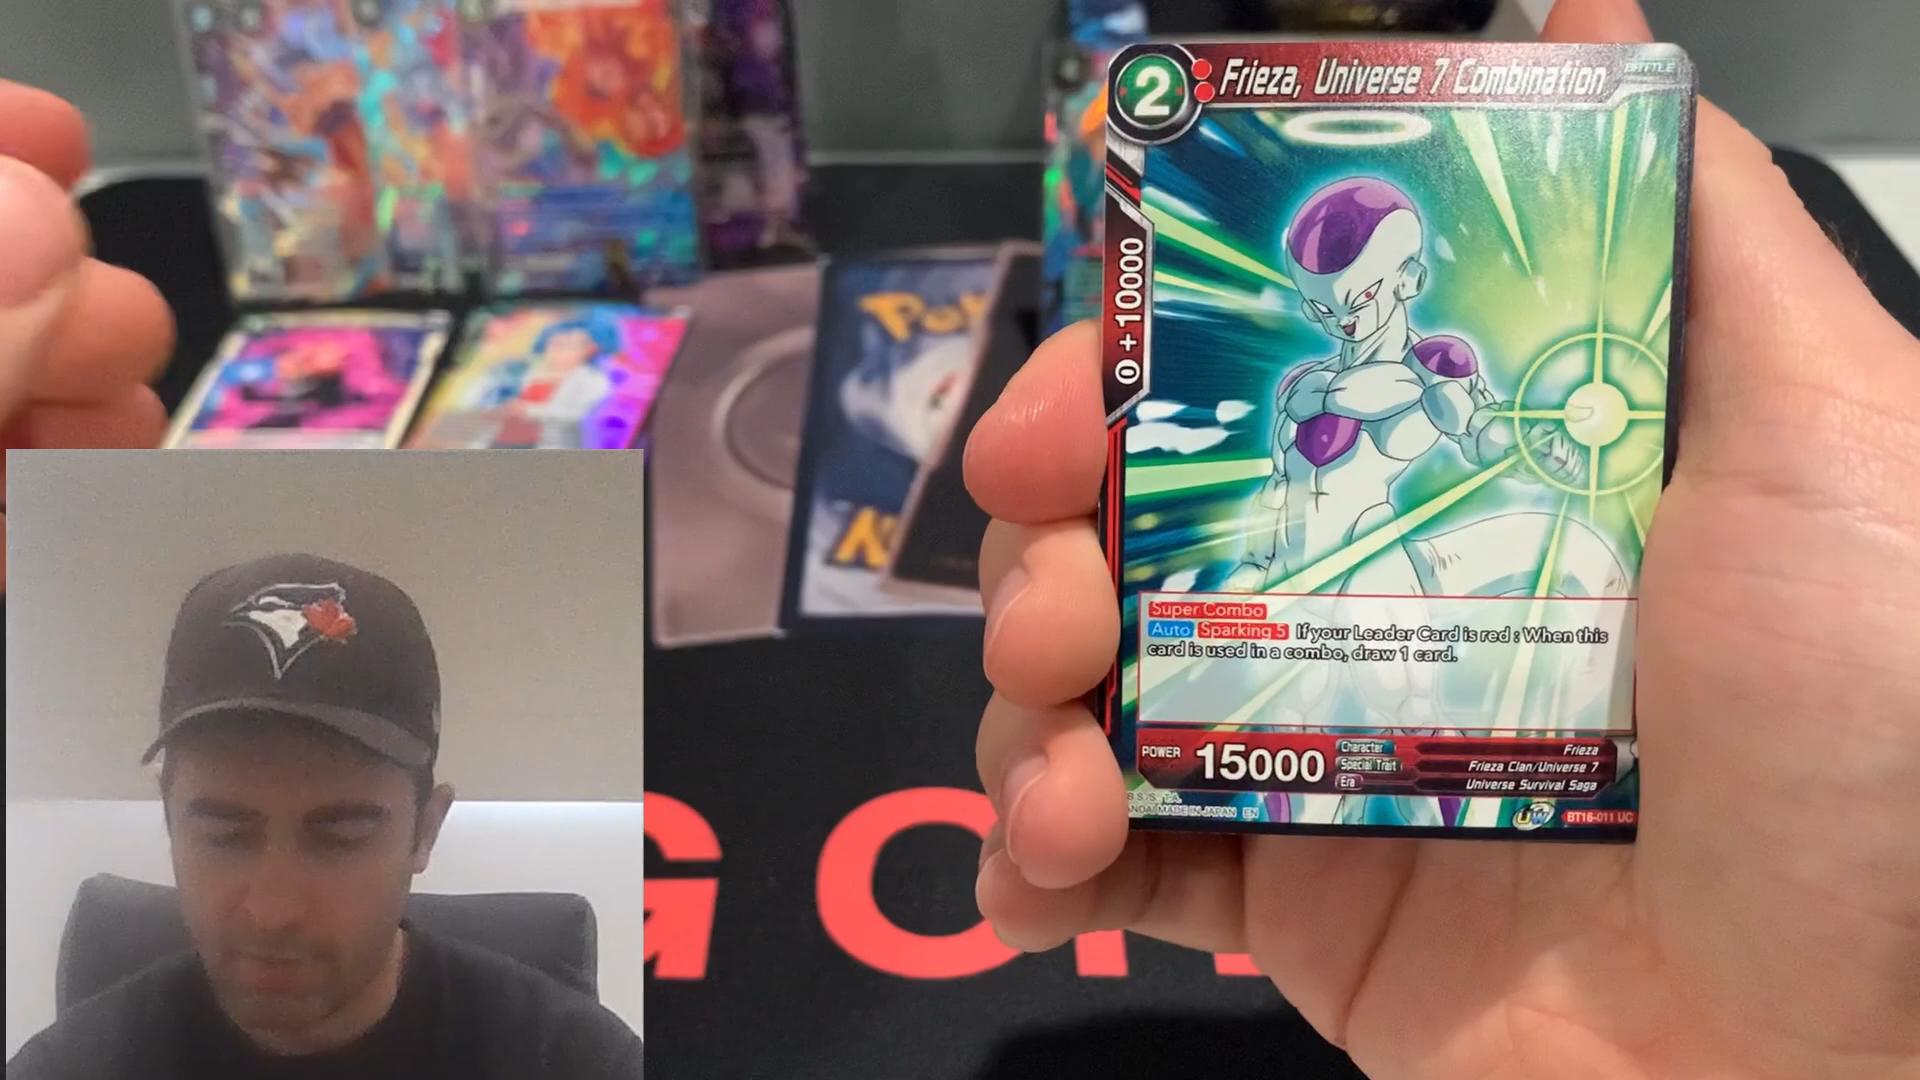 2 Frieza, Universe 7 Combination BATTLE
0 + 10000
Super Combo
Auto Sparking 5 If your Leader Card is red : When this
card is used in a combo, draw 1 card.
POWER 15000
Character Frieza
Special Trait Frieza Clan/Universe 7
Era Universe Survival Saga
MADE IN JAPAN EN
UW BT16-011 UC